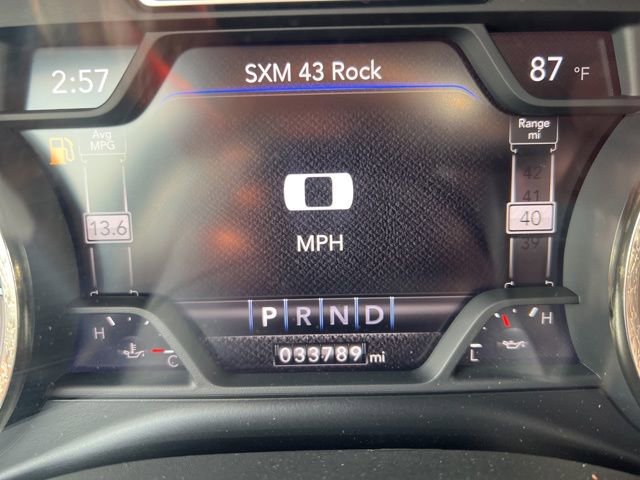 SXM 43 Rock
2:57
87 °F
Avg
MPG
Range
mi
42
41
13.6
40
39
0
MPH
P R N D
H
C
L
H
033789 mi